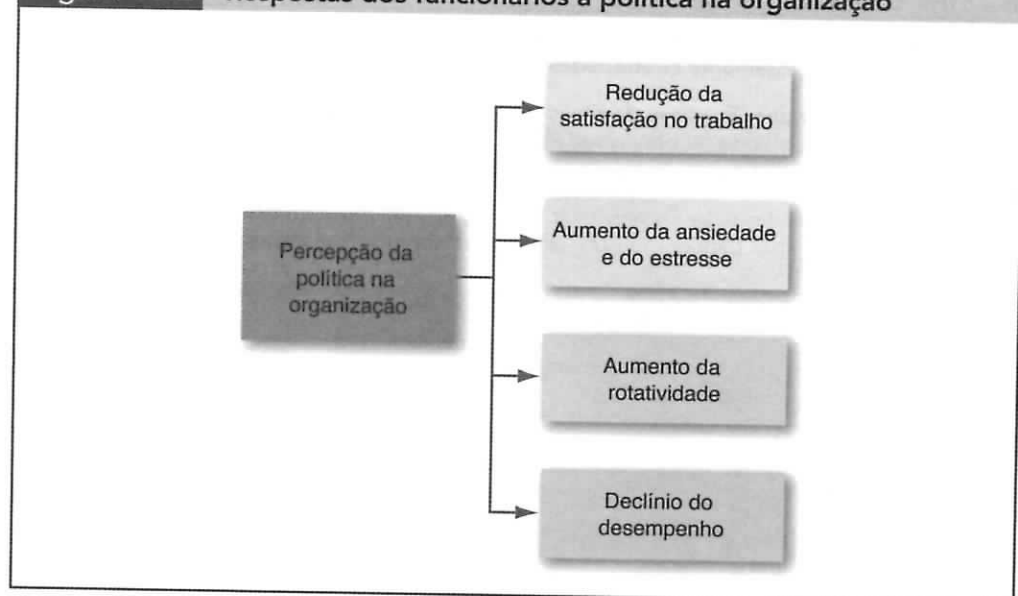 Respostas dos funcionários à política na organização
Redução da
satisfação no trabalho
Aumento da ansiedade
e do estresse
Percepção da
política na
organização
Aumento da
rotatividade
Declínio do
desempenho